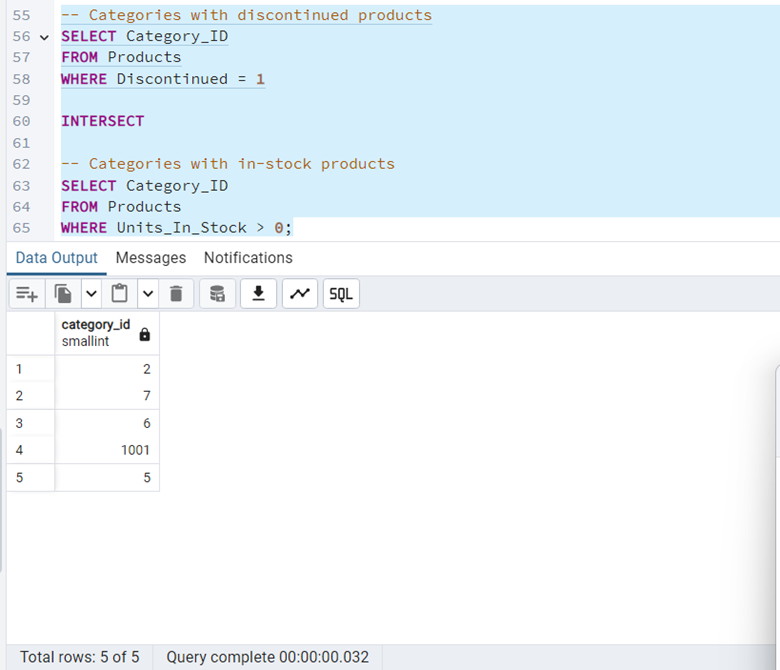 55 -- Categories with discontinued products
56 SELECT Category_ID
57 FROM Products
58 WHERE Discontinued = 1
59
60 INTERSECT
61
62 -- Categories with in-stock products
63 SELECT Category_ID
64 FROM Products
65 WHERE Units_In_Stock > 0;
Data Output Messages Notifications
SQL
category_id
smallint
1 2
2 7
3 6
4 1001
5 5
Total rows: 5 of 5 Query complete 00:00:00.032